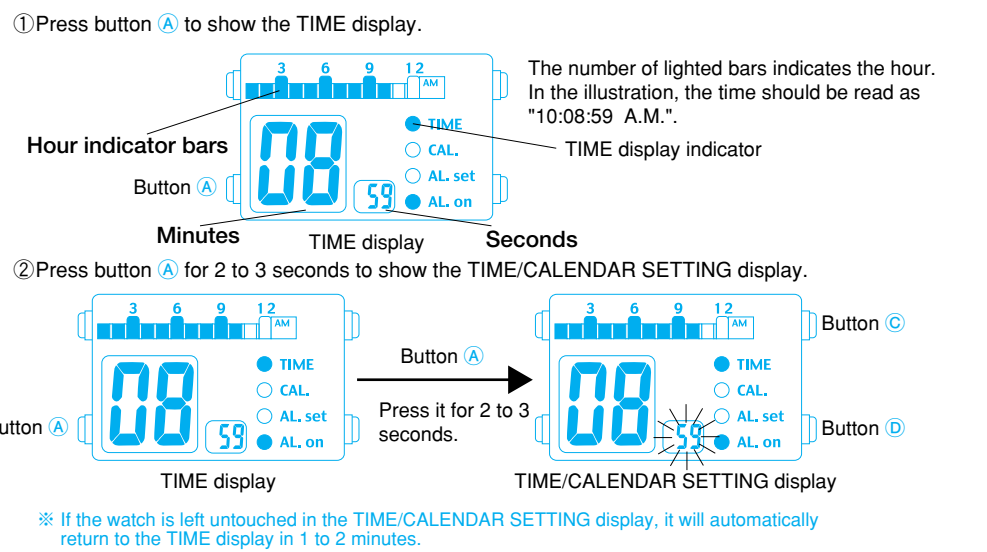 ①Press button Ⓐ to show the TIME display.
3 6 9 12
AM
The number of lighted bars indicates the hour.
In the illustration, the time should be read as
"10:08:59 A.M.".
TIME
Hour indicator bars
CAL.
TIME display indicator
AL. set
Button Ⓐ
08
59
AL. on
Minutes
TIME display
Seconds
②Press button Ⓐ for 2 to 3 seconds to show the TIME/CALENDAR SETTING display.
3 6 9 12
AM
TIME
CAL.
AL. set
AL. on
08
59
utton Ⓐ
TIME display
Button Ⓐ
Press it for 2 to 3
seconds.
3 6 9 12
AM
Button Ⓒ
TIME
CAL.
AL. set
AL. on
08
59
Button Ⓓ
TIME/CALENDAR SETTING display
※ If the watch is left untouched in the TIME/CALENDAR SETTING display, it will automatically
return to the TIME display in 1 to 2 minutes.